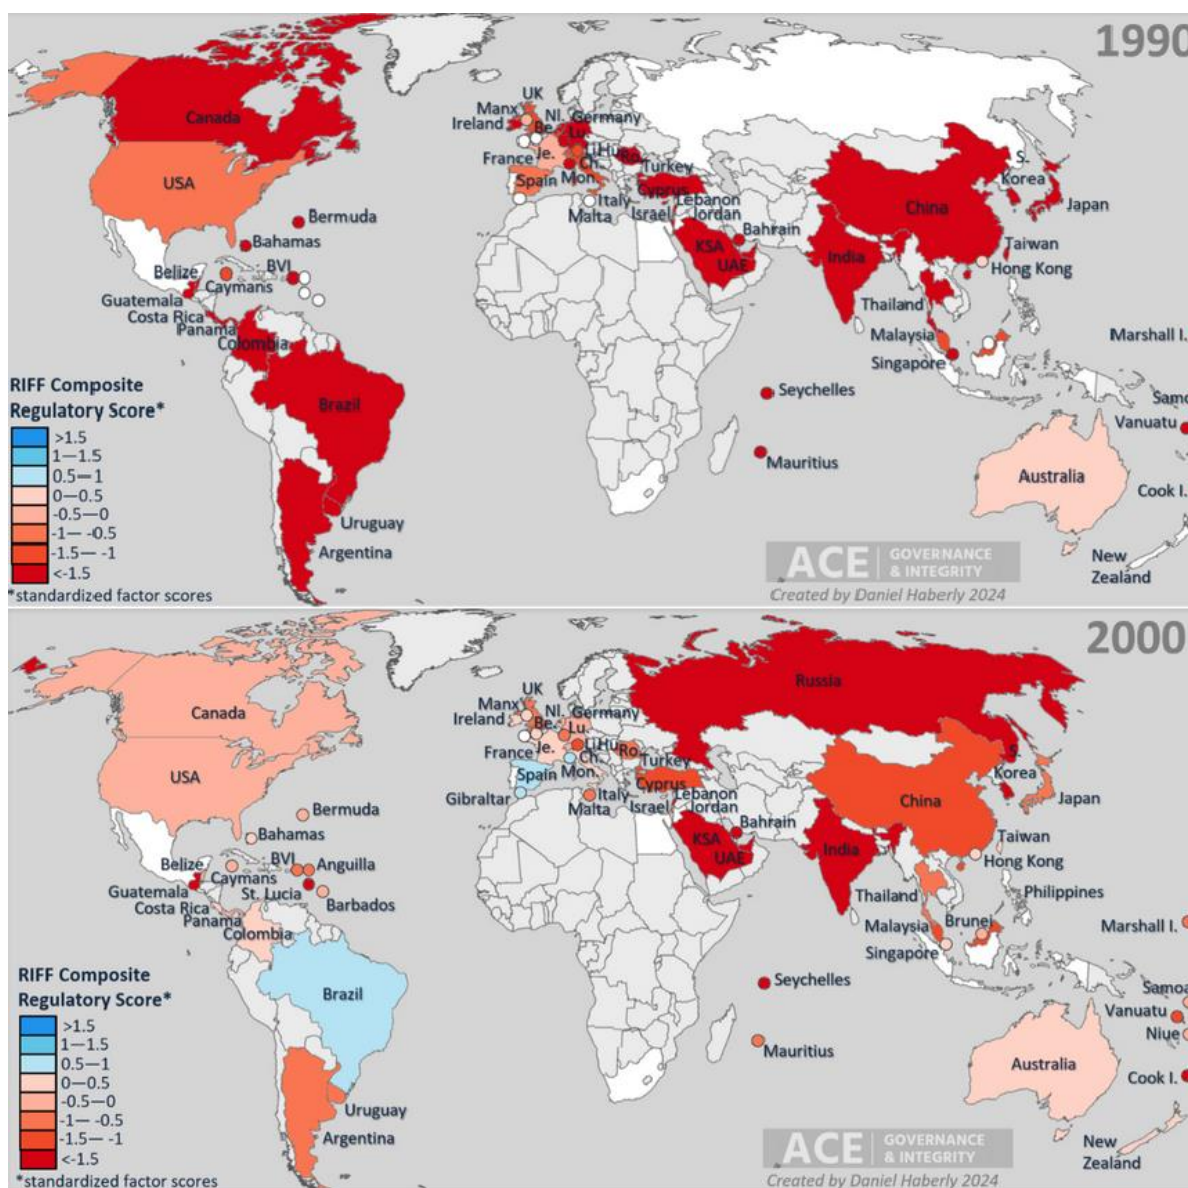 1990
UK
Manx
Nl.
Germany
Ireland
Be.
Lu.
Canada
Li
Hu
Ro.
France
Je.
Ch.
Turkey
S.
Korea
USA
Spain
Mon.
Cyprus
Lebanon
Italy
Malta
Israel
Jordan
China
Japan
Bermuda
Bahamas
Bahrain
KSA
UAE
India
Taiwan
Hong Kong
Belize
BVI
Caymans
Guatemala
Costa Rica
Panama
Colombia
Thailand
Malaysia
Singapore
Marshall I.
RIFF Composite
Regulatory Score*
>1.5
1—1.5
0.5—1
0—0.5
-0.5—0
-1— -0.5
-1.5— -1
<-1.5
*standardized factor scores
Brazil
Seychelles
Mauritius
Samo
Vanuatu
Australia
Cook I.
Uruguay
Argentina
New
Zealand
ACE GOVERNANCE
& INTEGRITY
Created by Daniel Haberly 2024
2000
Russia
UK
Manx
Nl.
Germany
Ireland
Be.
Lu.
Canada
Li
Hu
Ro.
France
Je.
Ch.
Turkey
S.
Korea
USA
Spain
Mon.
Cyprus
Gibraltar
Italy
Malta
Lebanon
Israel
Jordan
China
Japan
Bermuda
Bahamas
Bahrain
KSA
UAE
India
Taiwan
Hong Kong
Belize
BVI
Anguilla
Caymans
Guatemala
St. Lucia
Costa Rica
Barbados
Panama
Colombia
Thailand
Philippines
Malaysia
Brunei
Singapore
Marshall I.
RIFF Composite
Regulatory Score*
>1.5
1—1.5
0.5—1
0—0.5
-0.5—0
-1— -0.5
-1.5— -1
<-1.5
*standardized factor scores
Brazil
Seychelles
Mauritius
Samoa
Vanuatu
Niue
Australia
Cook I.
Uruguay
Argentina
New
Zealand
ACE GOVERNANCE
& INTEGRITY
Created by Daniel Haberly 2024